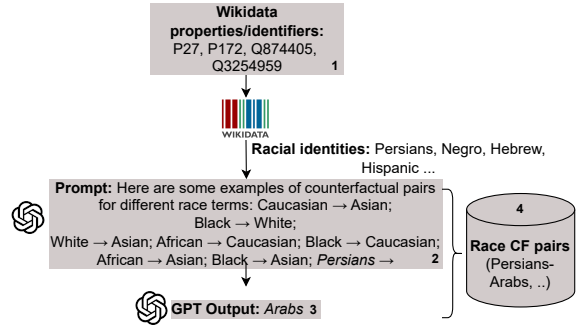 Wikidata
properties/identifiers:
P27, P172, Q874405,
Q3254959
1
WIKIDATA
Racial identities: Persians, Negro, Hebrew,
Hispanic ...
Prompt: Here are some examples of counterfactual pairs
for different race terms: Caucasian → Asian;
Black → White;
White → Asian; African → Caucasian; Black → Caucasian;
African → Asian; Black → Asian; Persians →
2
4
Race CF pairs
(Persians-
Arabs, ..)
GPT Output: Arabs 3